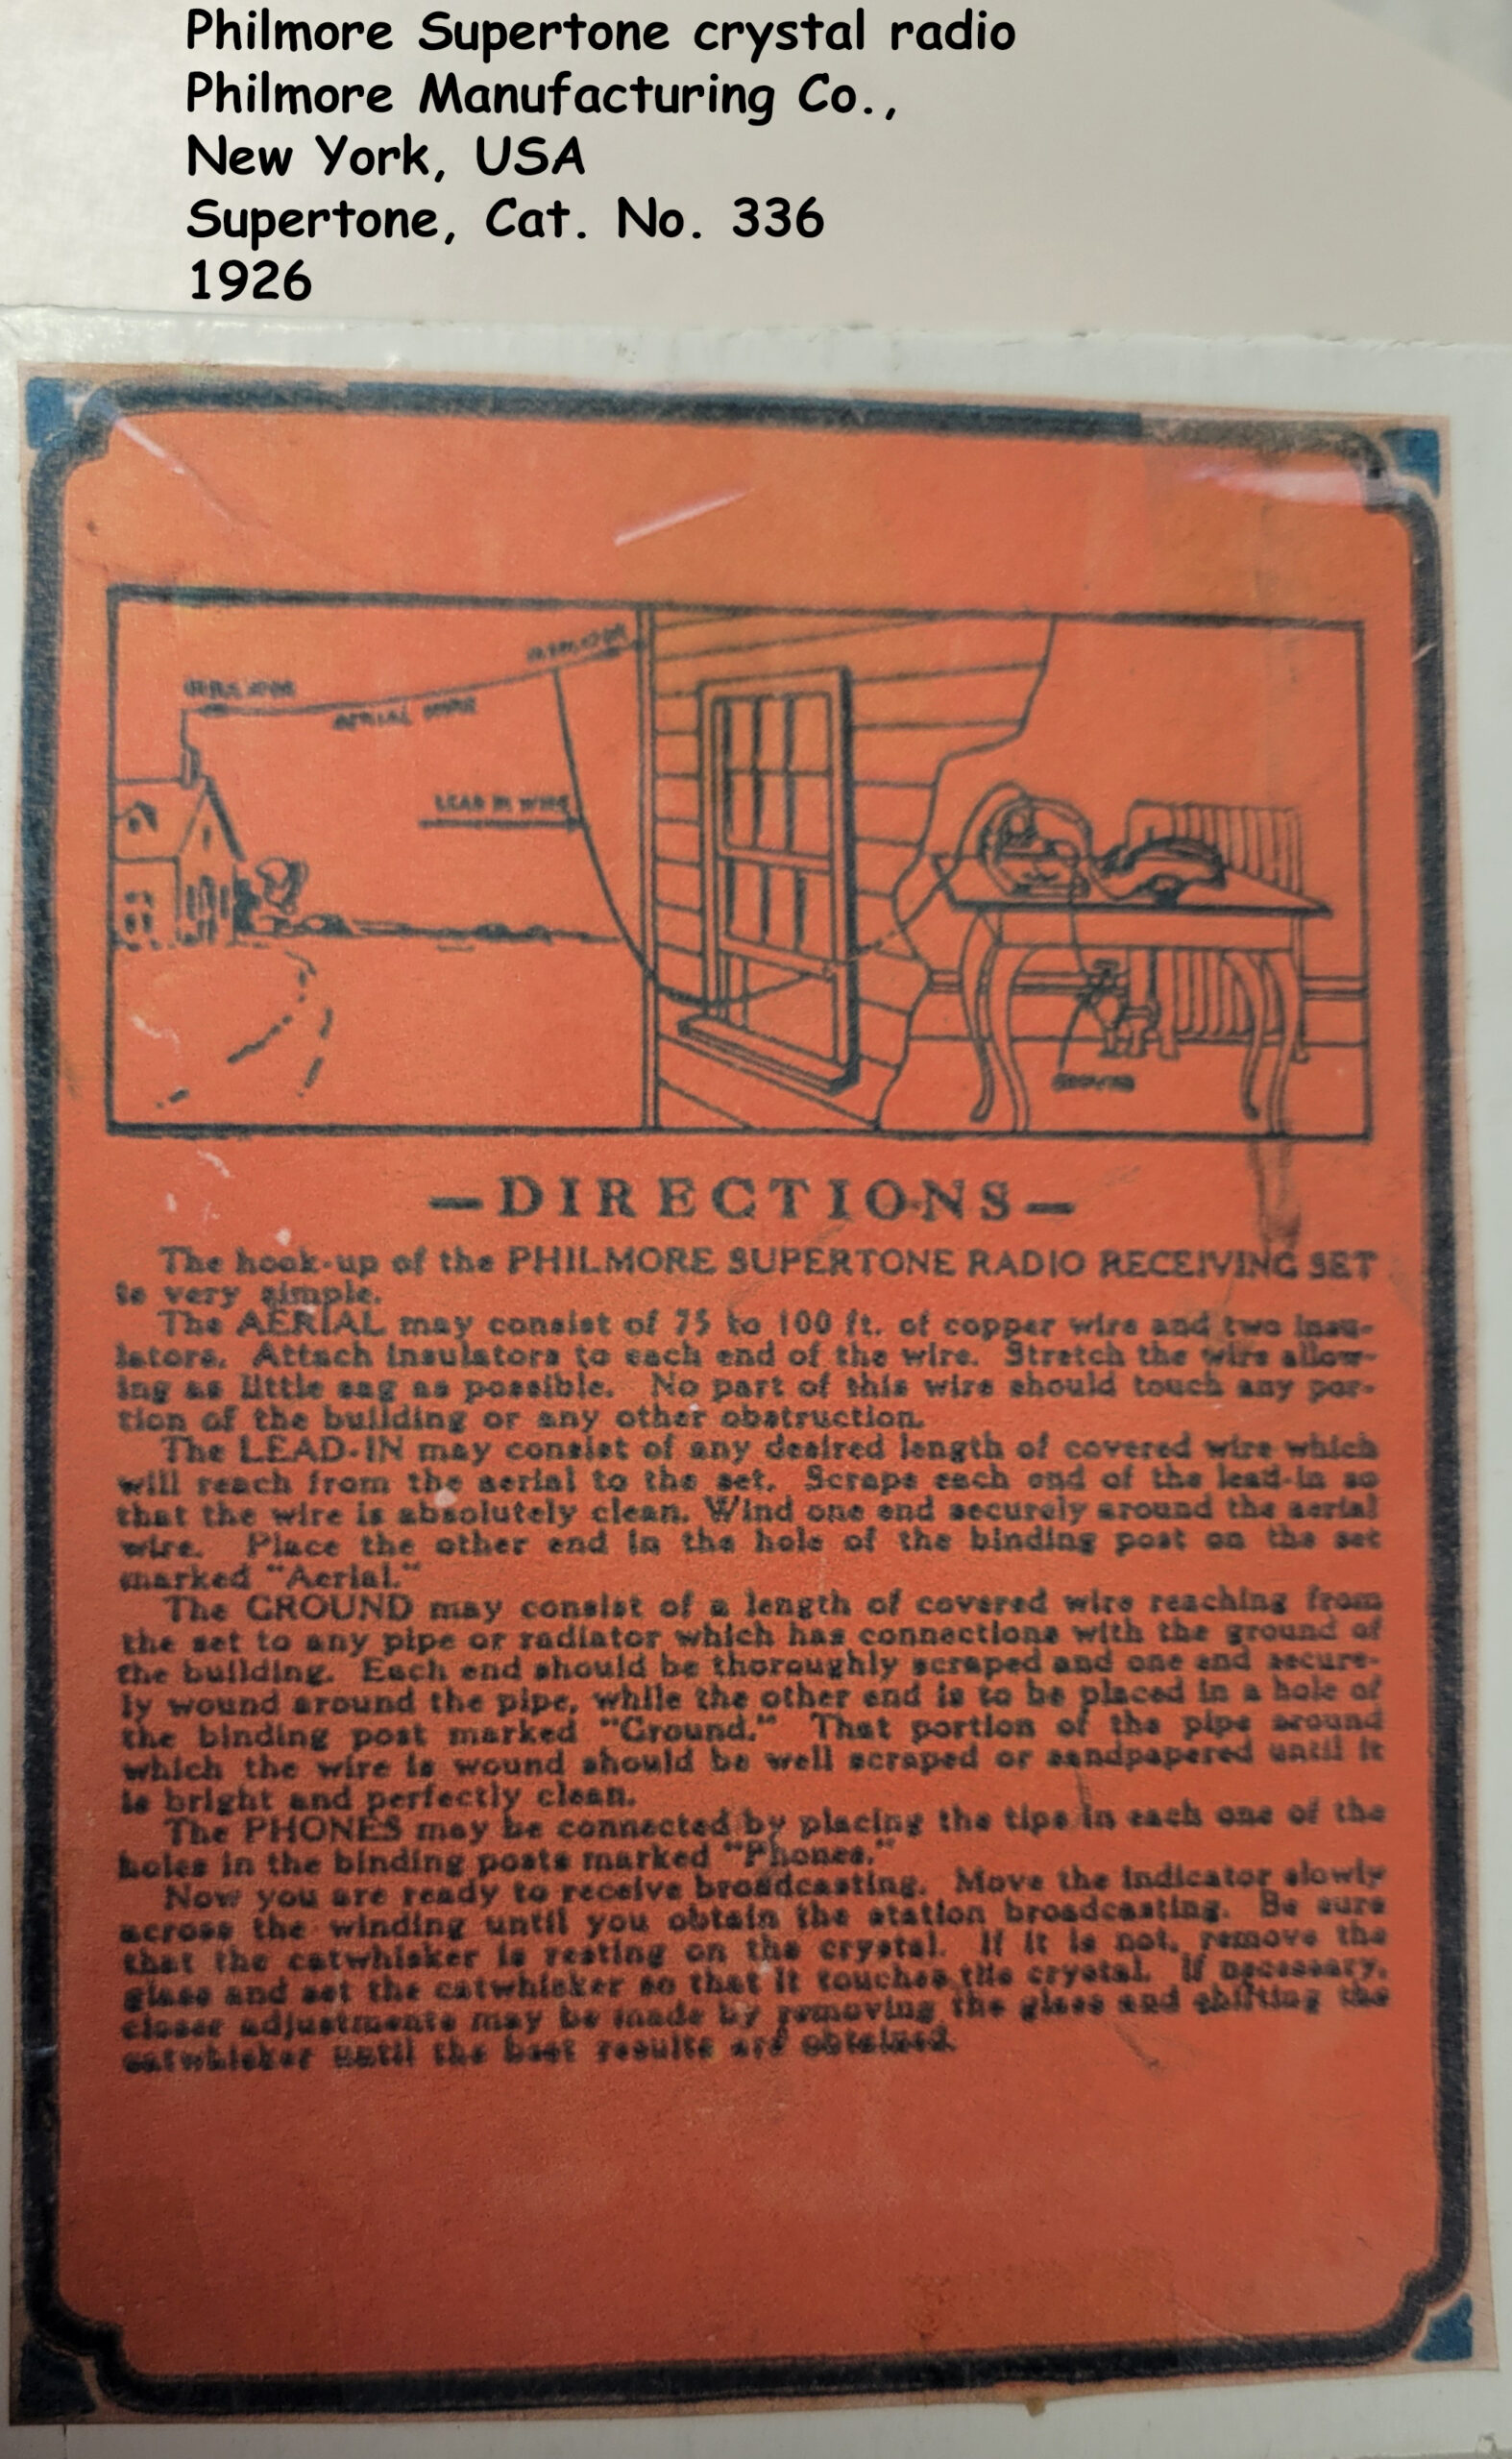 Philmore Supertone crystal radio
Philmore Manufacturing Co.,
New York, USA
Supertone, Cat. No. 336
1926
INSULATOR
AERIAL WIRE
LEAD IN WIRE
GROUND
—DIRECTIONS—
The hook-up of the PHILMORE SUPERTONE RADIO RECEIVING SET
is very simple.
The AERIAL may consist of 75 to 100 ft. of copper wire and two insu-
lators. Attach insulators to each end of the wire. Stretch the wire allow-
ing as little sag as possible. No part of this wire should touch any por-
tion of the building or any other obstruction.
The LEAD-IN may consist of any desired length of covered wire which
will reach from the aerial to the set. Scrape each end of the lead-in so
that the wire is absolutely clean. Wind one end securely around the aerial
wire. Place the other end in the hole of the binding post on the set
marked "Aerial."
The GROUND may consist of a length of covered wire reaching from
the set to any pipe or radiator which has connections with the ground of
the building. Each end should be thoroughly scraped and one end secure-
ly wound around the pipe, while the other end is to be placed in a hole of
the binding post marked "Ground." That portion of the pipe around
which the wire is wound should be well scraped or sandpapered until it
is bright and perfectly clean.
The PHONES may be connected by placing the tips in each one of the
holes in the binding posts marked "Phones."
Now you are ready to receive broadcasting. Move the indicator slowly
across the winding until you obtain the station broadcasting. Be sure
that the catwhisker is resting on the crystal. If it is not, remove the
glass and set the catwhisker so that it touches the crystal. If necessary,
closer adjustments may be made by removing the glass and shifting the
catwhisker until the best results are obtained.